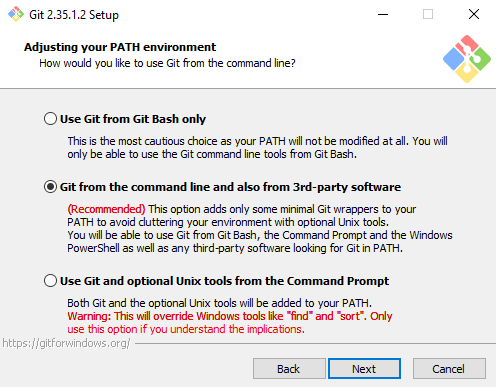 Git 2.35.1.2 Setup
Adjusting your PATH environment
How would you like to use Git from the command line?
Use Git from Git Bash only
This is the most cautious choice as your PATH will not be modified at all. You will
only be able to use the Git command line tools from Git Bash.
Git from the command line and also from 3rd-party software
(Recommended) This option adds only some minimal Git wrappers to your
PATH to avoid cluttering your environment with optional Unix tools.
You will be able to use Git from Git Bash, the Command Prompt and the Windows
PowerShell as well as any third-party software looking for Git in PATH.
Use Git and optional Unix tools from the Command Prompt
Both Git and the optional Unix tools will be added to your PATH.
Warning: This will override Windows tools like "find" and "sort". Only
use this option if you understand the implications.
https://gitforwindows.org/
Back
Next
Cancel